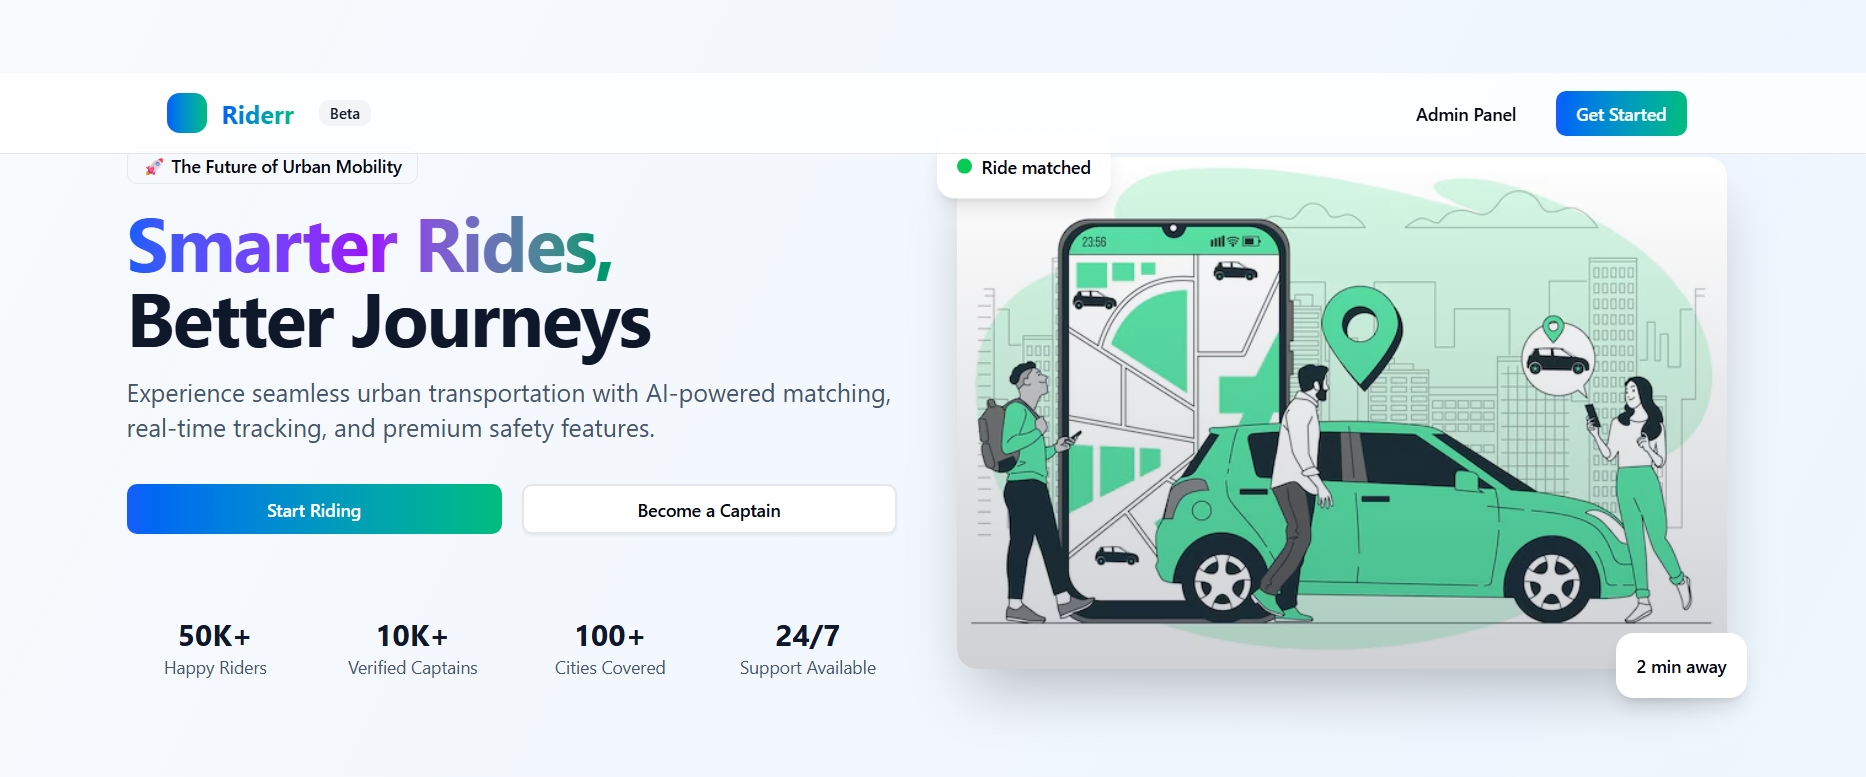 Riderr
Beta
Admin Panel
Get Started
🚀 The Future of Urban Mobility
Smarter Rides,
Better Journeys
Experience seamless urban transportation with AI-powered matching,
real-time tracking, and premium safety features.
Start Riding
Become a Captain
50K+
Happy Riders
10K+
Verified Captains
100+
Cities Covered
24/7
Support Available
Ride matched
23:56
2 min away